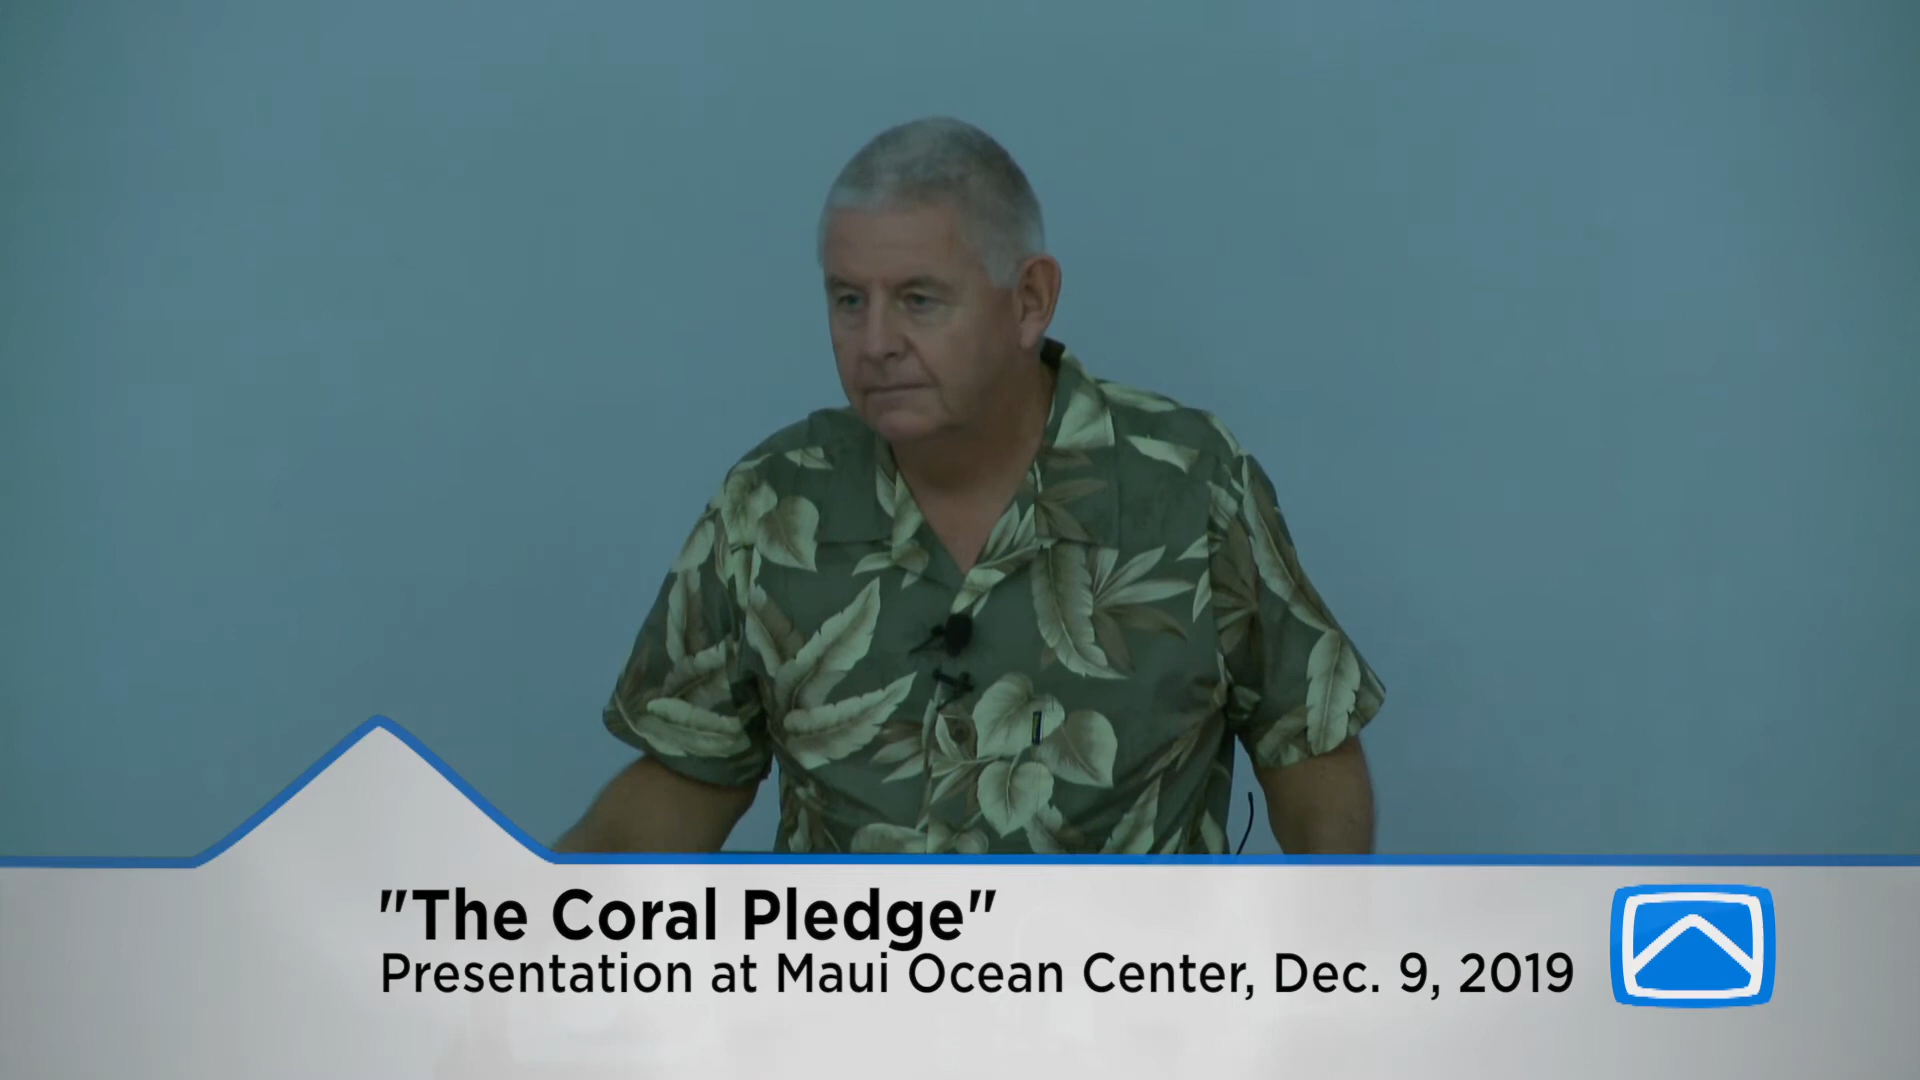 "The Coral Pledge"
Presentation at Maui Ocean Center, Dec. 9, 2019